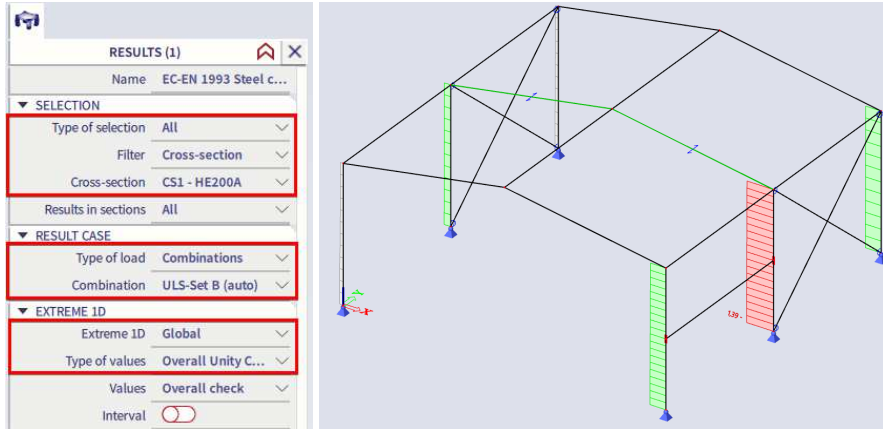 RESULTS (1)
Name EC-EN 1993 Steel c...
SELECTION
Type of selection All
Filter Cross-section
Cross-section CS1 - HE200A
Results in sections All
RESULT CASE
Type of load Combinations
Combination ULS-Set B (auto)
EXTREME 1D
Extreme 1D Global
Type of values Overall Unity C...
Values Overall check
Interval
Y
X